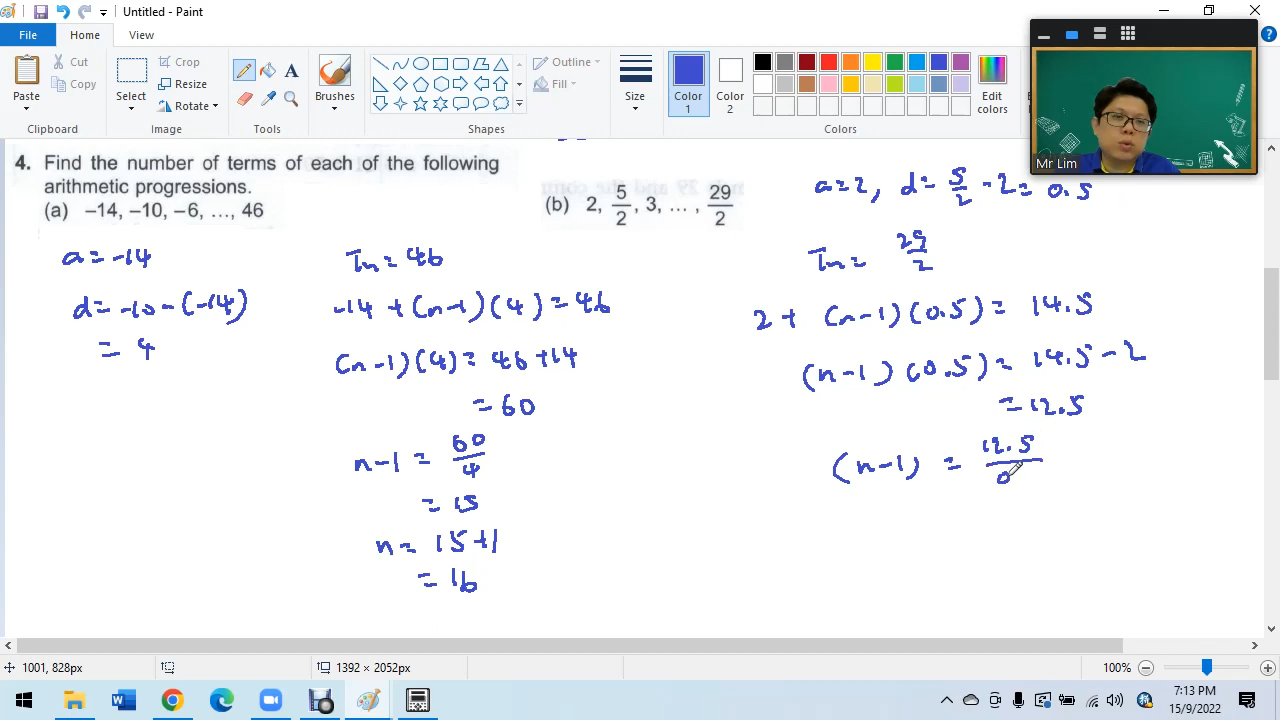 Untitled - Paint
File
Home
View
Paste
Cut
Copy
Clipboard
Select
Crop
Resize
Rotate
Image
Tools
Brushes
Shapes
Outline
Fill
Size
Color 1
Color 2
Edit colors
Colors
Mr Lim
4. Find the number of terms of each of the following
arithmetic progressions.
(a) –14, –10, –6, …, 46
(b) 2, 5/2, 3, … , 29/2
a = -14
d = -10 - (-14)
= 4
Tn = 46
-14 + (n-1)(4) = 46
(n-1)(4) = 46 + 14
= 60
n-1 = 60/4
= 15
n = 15+1
= 16
a = 2, d = 5/2 - 2 = 0.5
Tn = 29/2
2 + (n-1)(0.5) = 14.5
(n-1)(0.5) = 14.5 - 2
= 12.5
(n-1) = 12.5/0
1001, 828px
1392 × 2052px
100%
7:13 PM
15/9/2022